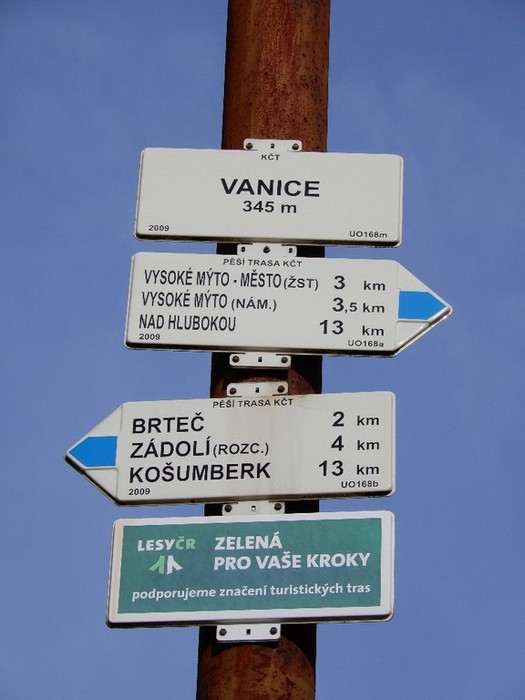 KČT
VANICE
345 m
2009 UO168m
PĚŠÍ TRASA KČT
VYSOKÉ MÝTO - MĚSTO (ŽST) 3 km
VYSOKÉ MÝTO (NÁM.) 3,5 km
NAD HLUBOKOU 13 km
2009 UO168a
PĚŠÍ TRASA KČT
BRTEČ 2 km
ZÁDOLÍ (ROZC.) 4 km
KOŠUMBERK 13 km
2009 UO168b
LESYČR ZELENÁ
PRO VAŠE KROKY
podporujeme značení turistických tras